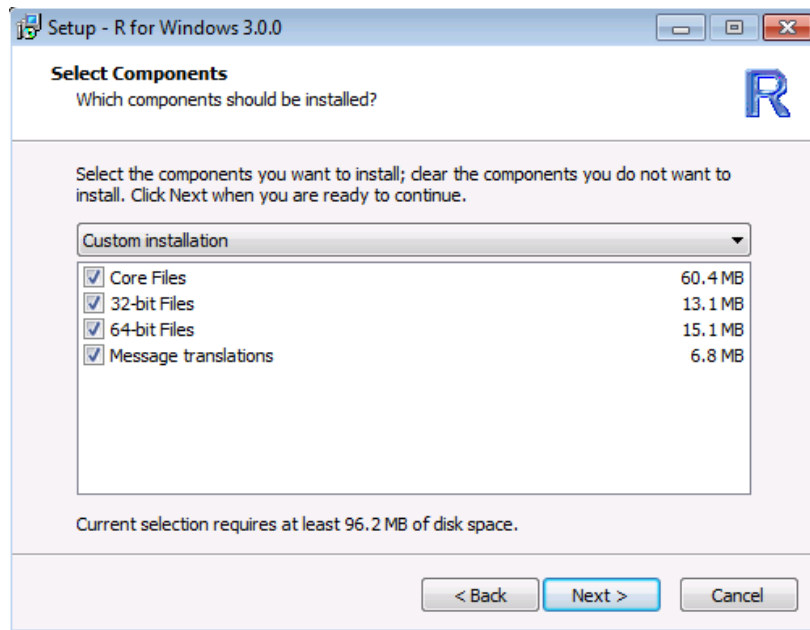 Setup - R for Windows 3.0.0
Select Components
Which components should be installed?
R
Select the components you want to install; clear the components you do not want to
install. Click Next when you are ready to continue.
Custom installation
Core Files 60.4 MB
32-bit Files 13.1 MB
64-bit Files 15.1 MB
Message translations 6.8 MB
Current selection requires at least 96.2 MB of disk space.
< Back Next > Cancel